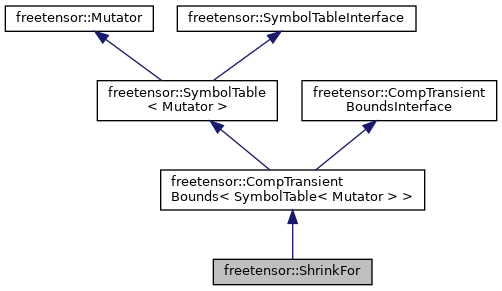 freetensor::Mutator
freetensor::SymbolTableInterface
freetensor::SymbolTable
< Mutator >
freetensor::CompTransient
BoundsInterface
freetensor::CompTransient
Bounds< SymbolTable< Mutator > >
freetensor::ShrinkFor